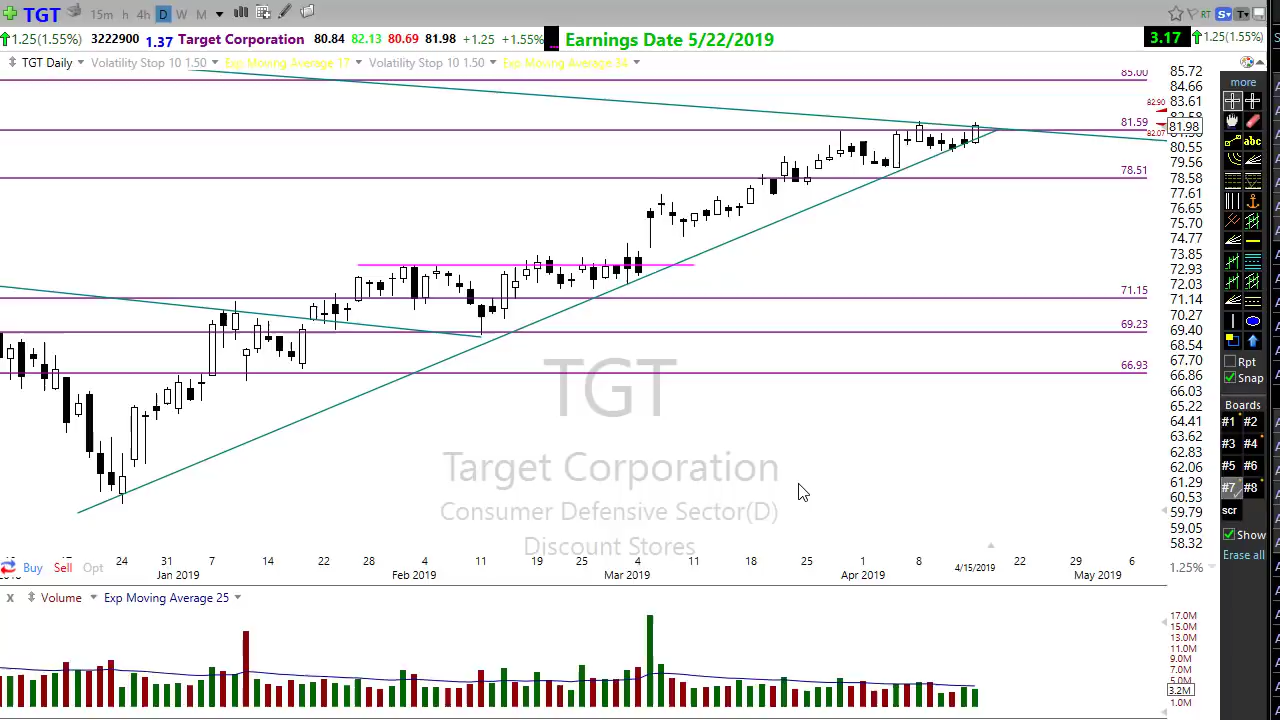 TGT 15m h 4h D W M RT S T
1.25(1.55%) 3222900 1.37 Target Corporation 80.84 82.13 80.69 81.98 +1.25 +1.55% ... Earnings Date 5/22/2019 3.17 1.25(1.55%)
TGT Daily Volatility Stop 10 1.50 Exp Moving Average 17 Volatility Stop 10 1.50 Exp Moving Average 34
more
85.00
81.59
78.51
71.15
69.23
66.93
82.90
82.07
85.72
84.66
83.61
81.98
80.55
79.56
78.58
77.61
76.65
75.70
74.77
73.85
72.93
72.03
71.14
70.27
69.40
68.54
67.70
66.86
66.03
65.22
64.41
63.62
62.83
62.06
61.29
60.53
59.79
59.05
58.32
abc
Rpt
Snap
Boards
#1 #2
#3 #4
#5 #6
#7 #8
scr
Show
Erase all
TGT
Target Corporation
Consumer Defensive Sector(D)
Discount Stores
24 31 7 14 22 28 4 11 19 25 4 11 18 25 1 8 22 29 6
Jan 2019 Feb 2019 Mar 2019 Apr 2019 4/15/2019 May 2019
Buy Sell Opt 1.25%
x Volume Exp Moving Average 25
17.0M
15.0M
13.0M
11.0M
9.0M
7.0M
5.0M
3.2M
1.0M